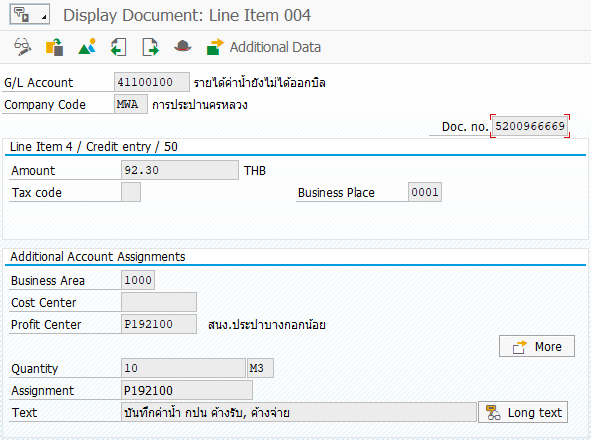 Display Document: Line Item 004
Additional Data
G/L Account 41100100 รายได้ค่าน้ำยังไม่ได้ออกบิล
Company Code MWA การประปานครหลวง
Doc. no. 5200966669
Line Item 4 / Credit entry / 50
Amount 92.30 THB
Tax code Business Place 0001
Additional Account Assignments
Business Area 1000
Cost Center
Profit Center P192100 สนง.ประปาบางกอกน้อย
More
Quantity 10 M3
Assignment P192100
Text บันทึกค่าน้ำ กปน ค้างรับ, ค้างจ่าย Long text